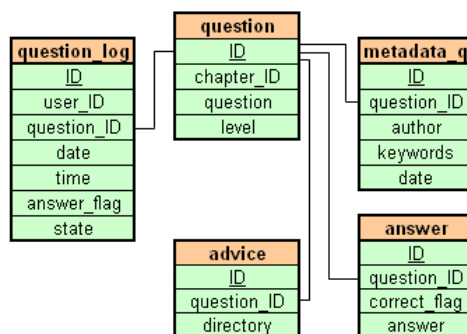 question
ID
chapter_ID
question
level
question_log
ID
user_ID
question_ID
date
time
answer_flag
state
metadata_q
ID
question_ID
author
keywords
date
advice
ID
question_ID
directory
answer
ID
question_ID
correct_flag
answer